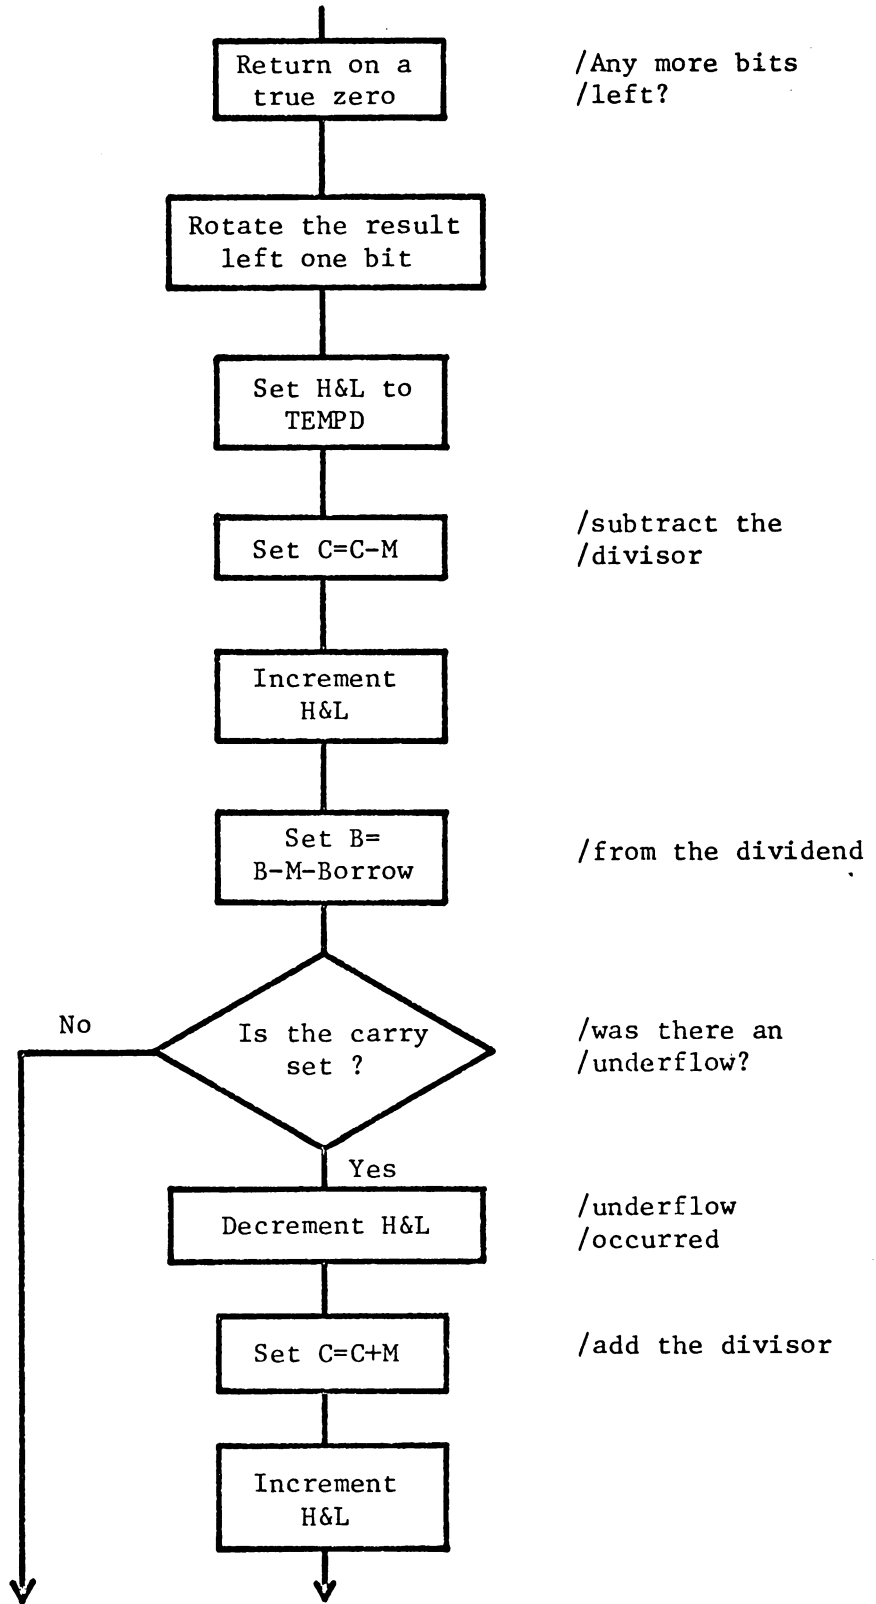 Return on a
true zero
/Any more bits
/left?
Rotate the result
left one bit
Set H&L to
TEMPD
Set C=C-M
/subtract the
/divisor
Increment
H&L
Set B=
B-M-Borrow
/from the dividend
No
Is the carry
set ?
/was there an
/underflow?
Yes
Decrement H&L
/underflow
/occurred
Set C=C+M
/add the divisor
Increment
H&L